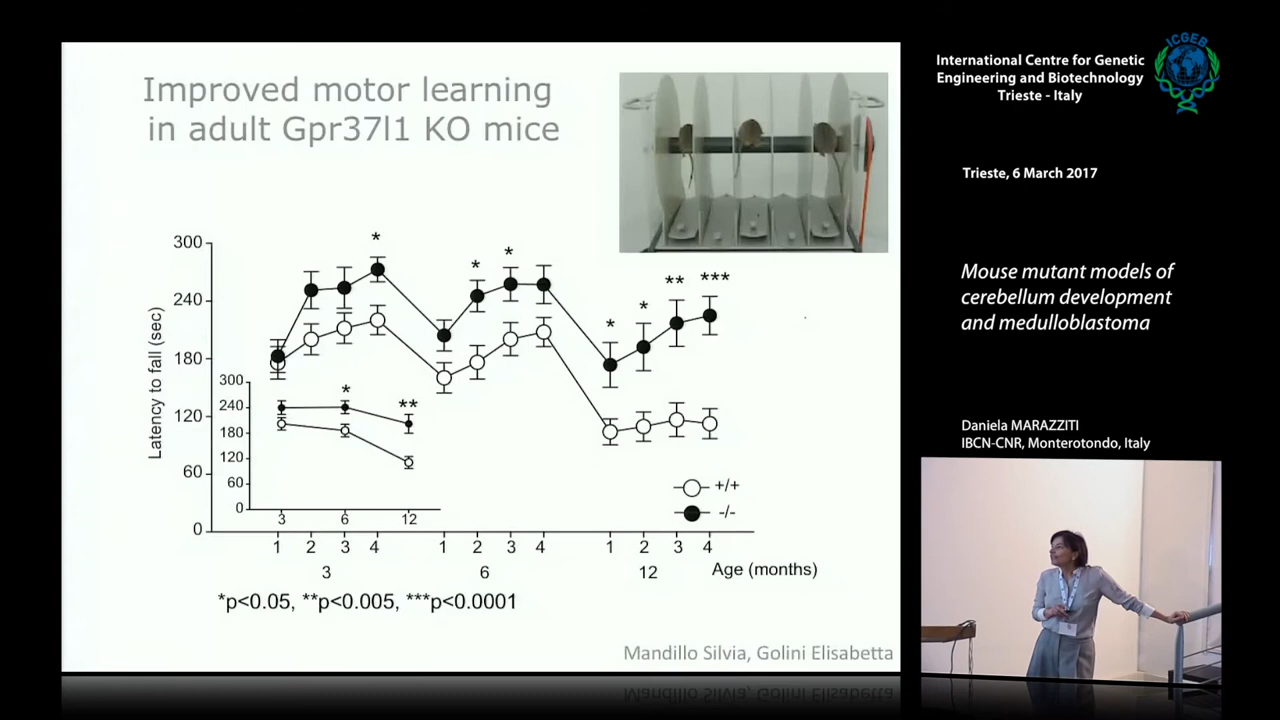 Improved motor learning
in adult Gpr37l1 KO mice
300
240
180
120
60
0
Latency to fall (sec)
* * * * * ** ***
300
240
180
120
60
0
* **
3 6 12
+/+
-/-
1 2 3 4 1 2 3 4 1 2 3 4
3 6 12 Age (months)
*p<0.05, **p<0.005, ***p<0.0001
Mandillo Silvia, Golini Elisabetta
International Centre for Genetic
Engineering and Biotechnology
Trieste - Italy
ICGEB
Trieste, 6 March 2017
Mouse mutant models of
cerebellum development
and medulloblastoma
Daniela MARAZZITI
IBCN-CNR, Monterotondo, Italy